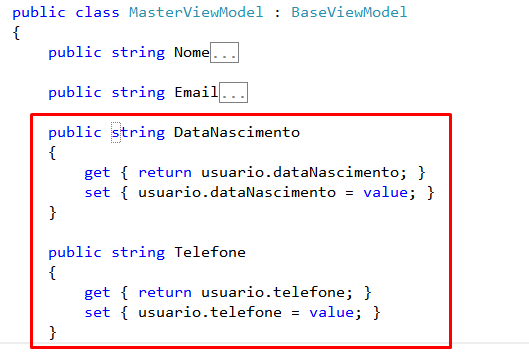 public class MasterViewModel : BaseViewModel
{
    public string Nome...

    public string Email...

    public string DataNascimento
    {
        get { return usuario.dataNascimento; }
        set { usuario.dataNascimento = value; }
    }

    public string Telefone
    {
        get { return usuario.telefone; }
        set { usuario.telefone = value; }
    }